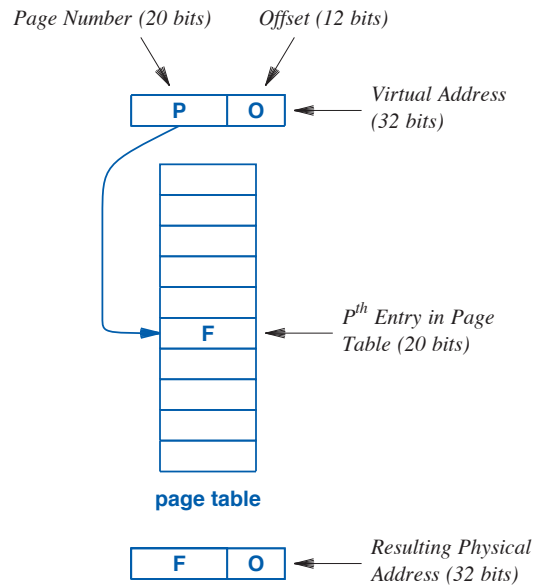 Page Number (20 bits)
Offset (12 bits)
P
O
Virtual Address
(32 bits)
F
Pth Entry in Page
Table (20 bits)
page table
F
O
Resulting Physical
Address (32 bits)